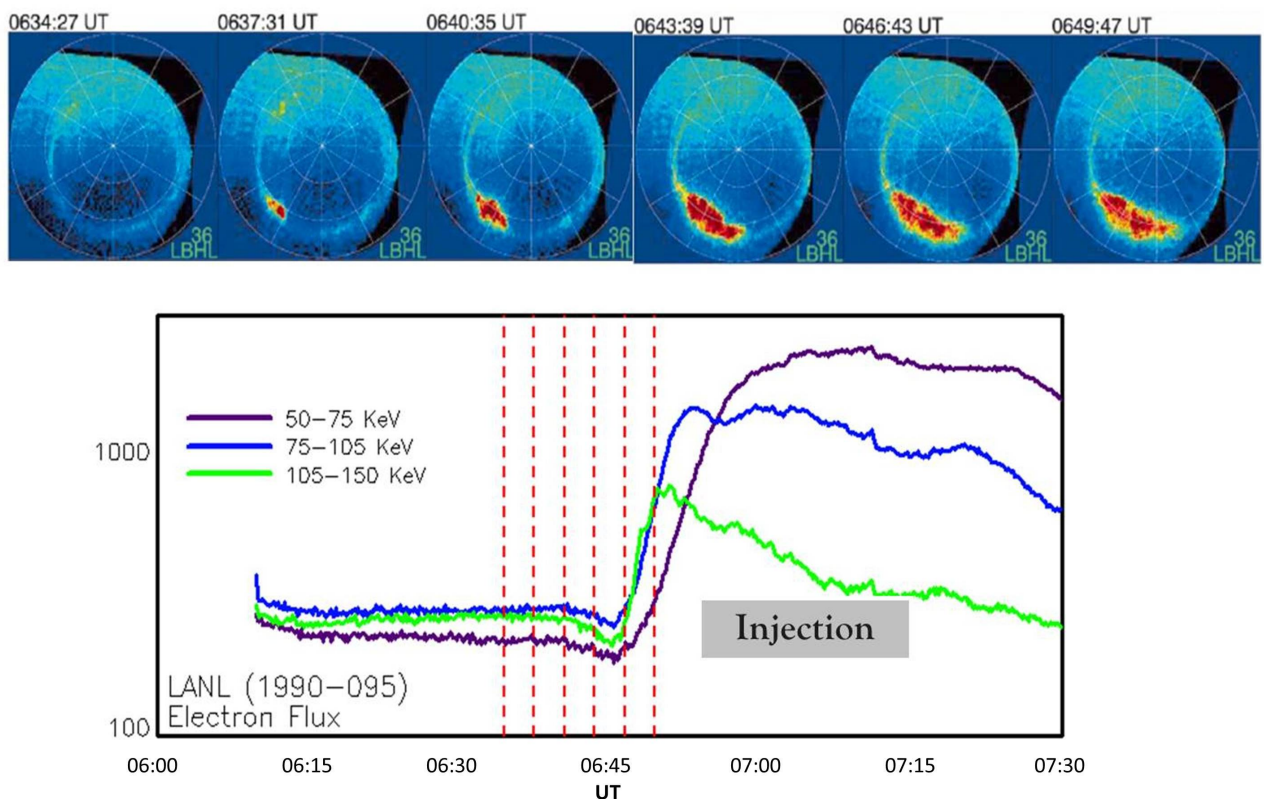 0634:27 UT
0637:31 UT
0640:35 UT
0643:39 UT
0646:43 UT
0649:47 UT
36
LBHL
36
LBHL
36
LBHL
36
LBHL
36
LBHL
36
LBHL
50-75 KeV
75-105 KeV
105-150 KeV
1000
100
Injection
LANL (1990-095)
Electron Flux
06:00
06:15
06:30
06:45
07:00
07:15
07:30
UT